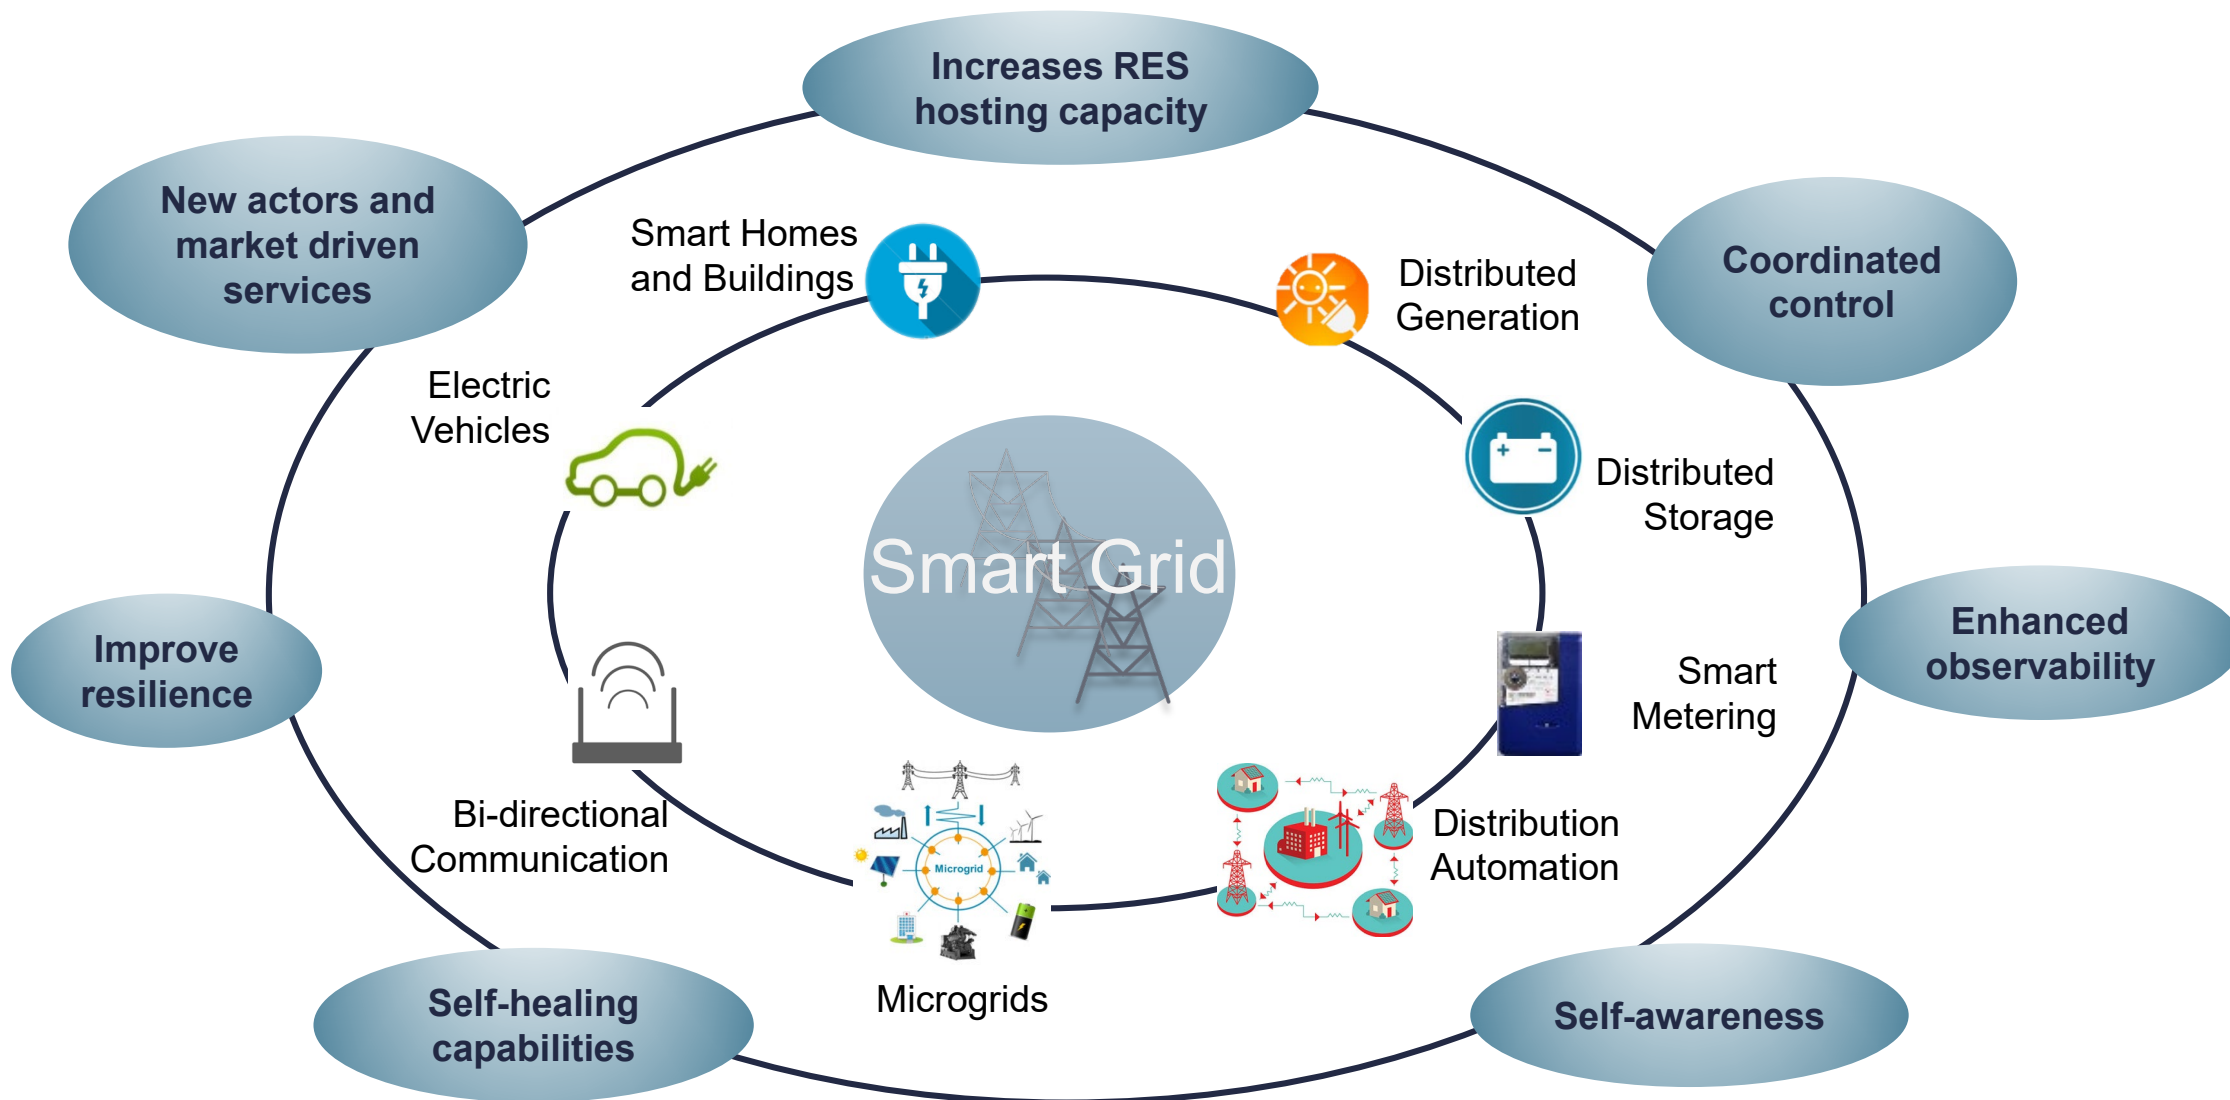 Increases RES
hosting capacity
New actors and
market driven
services
Coordinated
control
Smart Homes
and Buildings
Distributed
Generation
Electric
Vehicles
Distributed
Storage
Smart Grid
Improve
resilience
Enhanced
observability
Smart
Metering
Bi-directional
Communication
Microgrid
Distribution
Automation
Microgrids
Self-healing
capabilities
Self-awareness